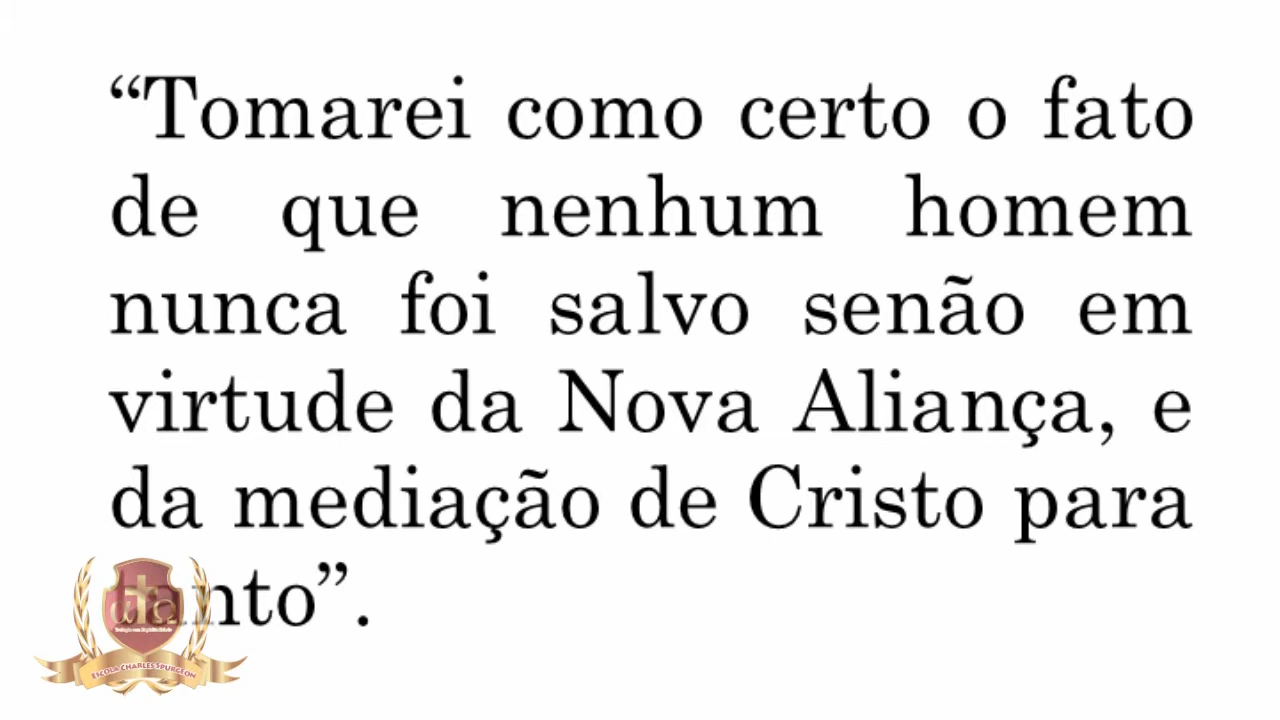 “Tomarei como certo o fato
de que nenhum homem
nunca foi salvo senão em
virtude da Nova Aliança, e
da mediação de Cristo para
tanto”.
α Ω
ESCOLA CHARLES SPURGEON